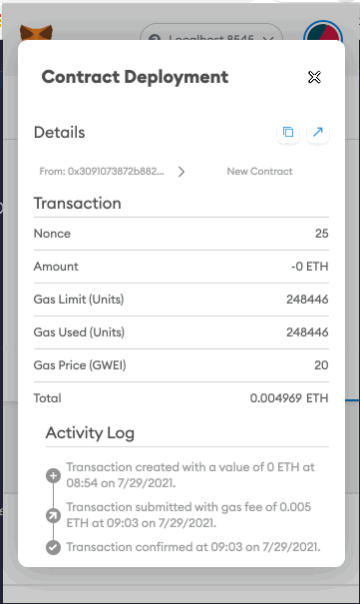 Localhost 8545
Contract Deployment
Details
From: 0x3091073872b882...
New Contract
Transaction
Nonce 25
Amount -0 ETH
Gas Limit (Units) 248446
Gas Used (Units) 248446
Gas Price (GWEI) 20
Total 0.004969 ETH
Activity Log
Transaction created with a value of 0 ETH at
08:54 on 7/29/2021.
Transaction submitted with gas fee of 0.005
ETH at 09:03 on 7/29/2021.
Transaction confirmed at 09:03 on 7/29/2021.